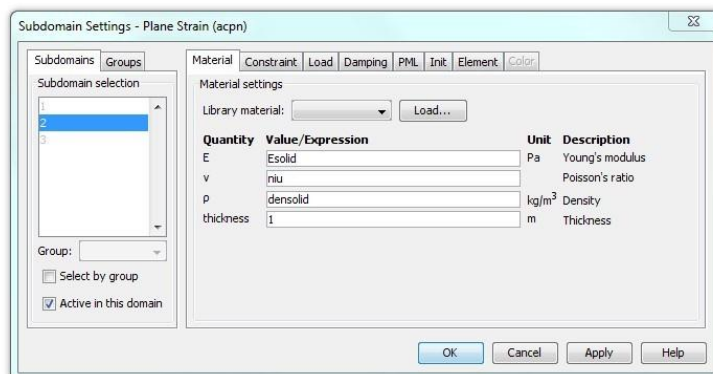 Subdomain Settings - Plane Strain (acpn)
Subdomains Groups
Subdomain selection
1
2
3
Group:
Select by group
Active in this domain
Material Constraint Load Damping PML Init Element Color
Material settings
Library material: Load...
Quantity Value/Expression Unit Description
E Esolid Pa Young's modulus
ν niu Poisson's ratio
ρ densolid kg/m³ Density
thickness 1 m Thickness
OK Cancel Apply Help